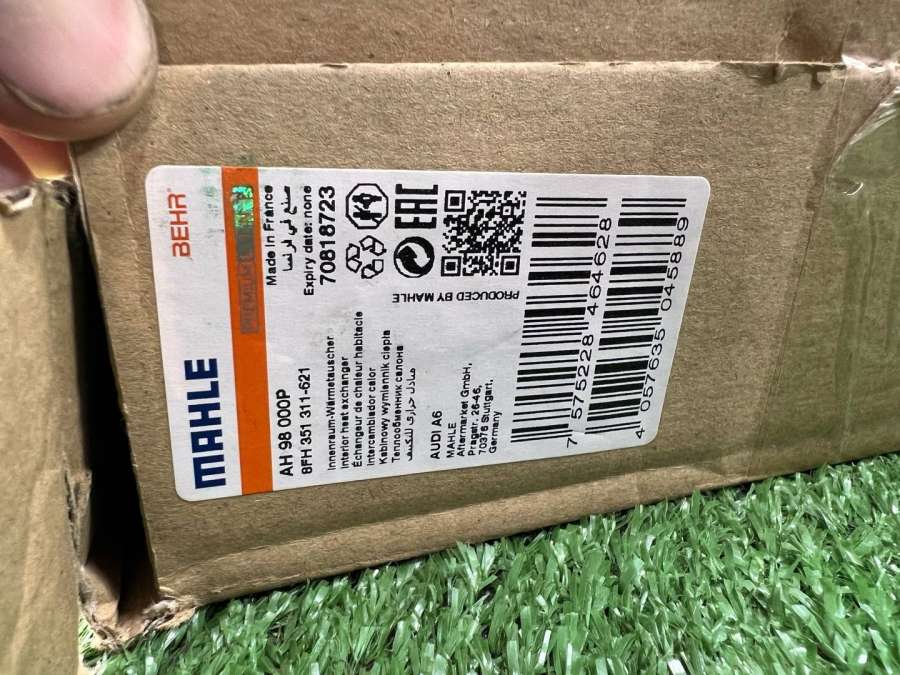 MAHLE
BEHR®
PREMIUM
AH 98 000P
8FH 351 311-621
Made in France
صنع في فرنسا
Expiry date: none
70818723
Innenraum-Wärmetauscher
Interior heat exchanger
Échangeur de chaleur habitacle
Intercambiador calor
Kabinowy wymiennik ciepła
Теплообменник салона
مبادل حراري للتكييف
EAC
PRODUCED BY MAHLE
AUDI A6
MAHLE
Aftermarket GmbH,
Pragstr. 26-46,
70376 Stuttgart,
Germany
7 575228 464628
4 057635 045889